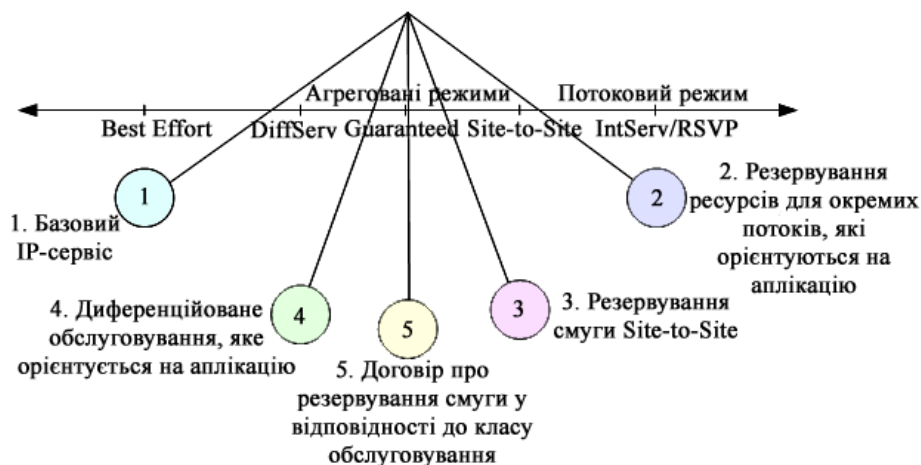 Агреговані режими
Потоковий режим
Best Effort
DiffServ
Guaranteed
Site-to-Site
IntServ/RSVP
1
1. Базовий
IP-сервіс
2
2. Резервування
ресурсів для окремих
потоків, які
орієнтуються на
аплікацію
4
4. Диференційоване
обслуговування, яке
орієнтується на аплікацію
5
5. Договір про
резервування смуги у
відповідності до класу
обслуговування
3
3. Резервування
смуги Site-to-Site